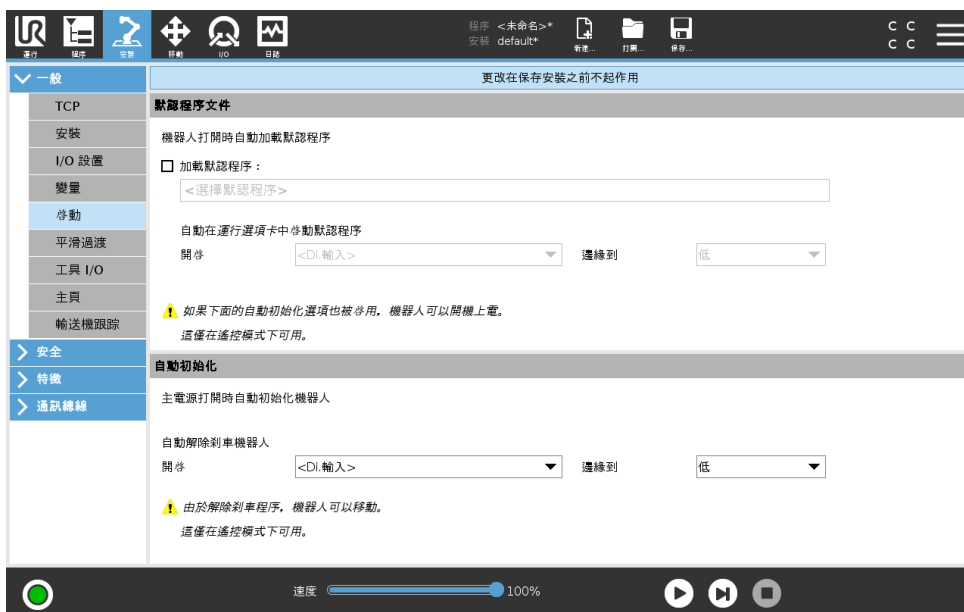 UR
程序 <未命名>*
安裝 default*
C C
C C
運行
程序
安裝
移動
I/O
日誌
新建...
打開...
保存...
一般
TCP
安裝
I/O 設置
變量
啓動
平滑過渡
工具 I/O
主頁
輸送機跟踪
安全
特徵
通訊總線
更改在保存安裝之前不起作用
默認程序文件
機器人打開時自動加載默認程序
加載默認程序：
<選擇默認程序>
自動在運行選項卡中啓動默認程序
開啓
<DI.輸入>
邊緣到
低
如果下面的自動初始化選項也被啓用，機器人可以開機上電。
這僅在遙控模式下可用。
自動初始化
主電源打開時自動初始化機器人
自動解除剎車機器人
開啓
<DI.輸入>
邊緣到
低
由於解除剎車程序，機器人可以移動。
這僅在遙控模式下可用。
速度
100%